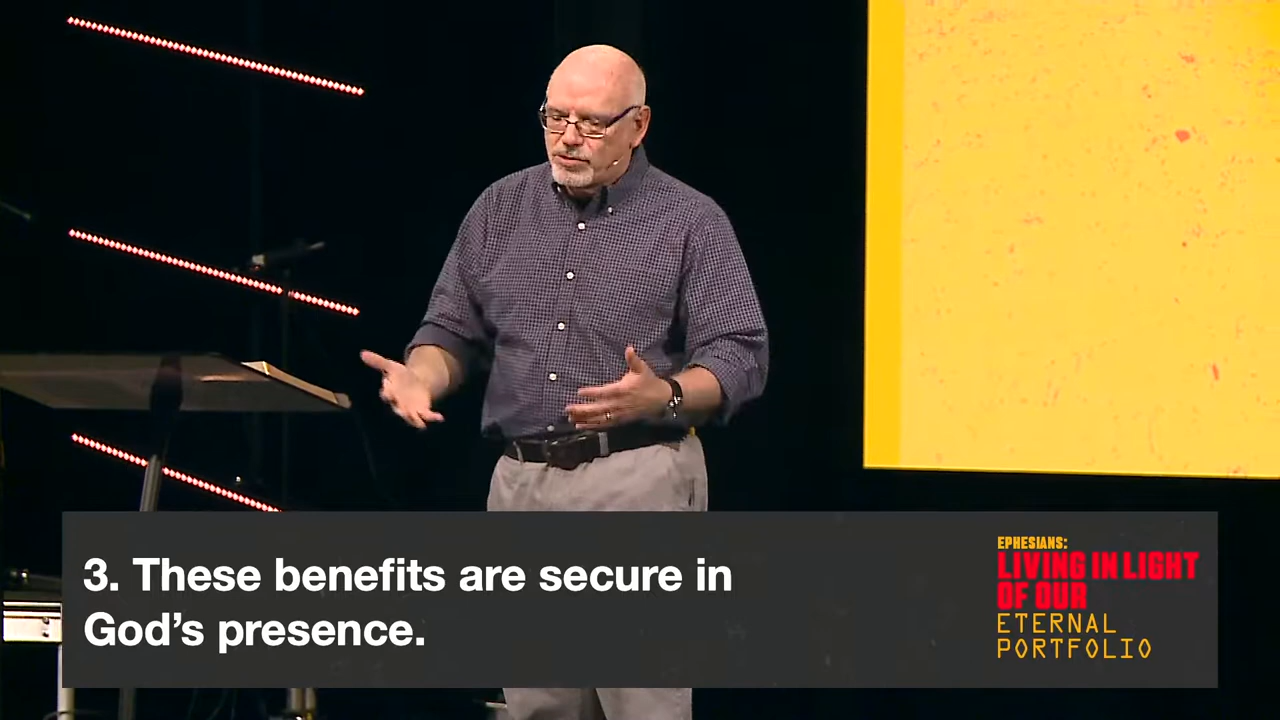 3. These benefits are secure in
God’s presence.
EPHESIANS:
LIVING IN LIGHT
OF OUR
ETERNAL
PORTFOLIO